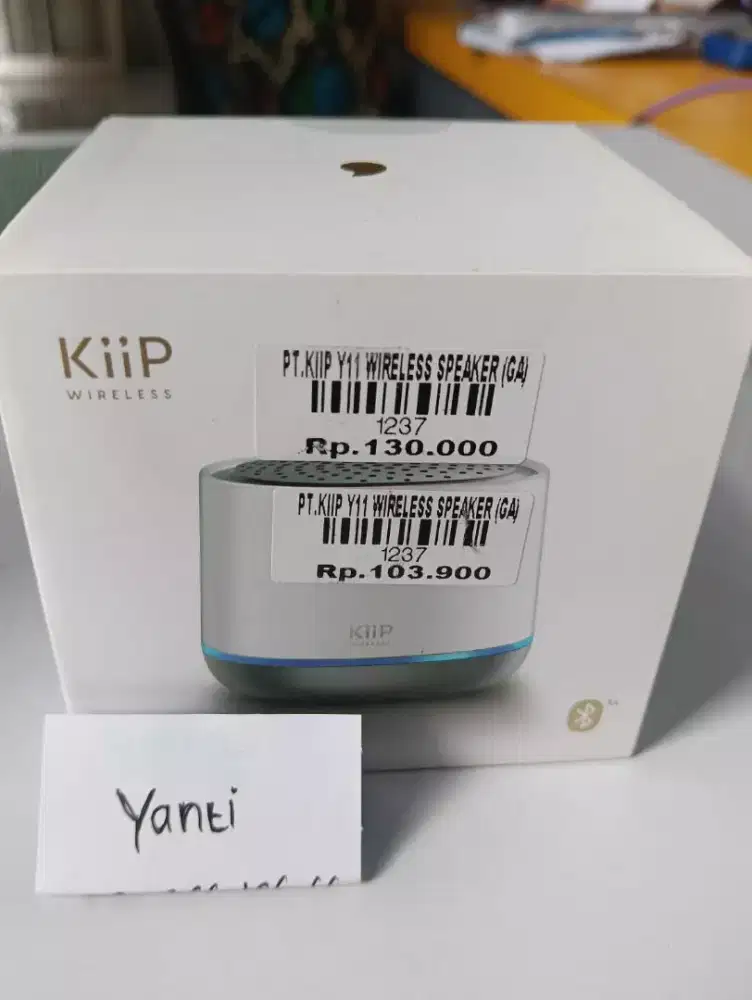 KiiP
WIRELESS
PT.KIIP Y11 WIRELESS SPEAKER (GA)
1237
Rp.130.000
PT.KIIP Y11 WIRELESS SPEAKER (GA)
1237
Rp.103.900
KiiP
WIRELESS
Yanti